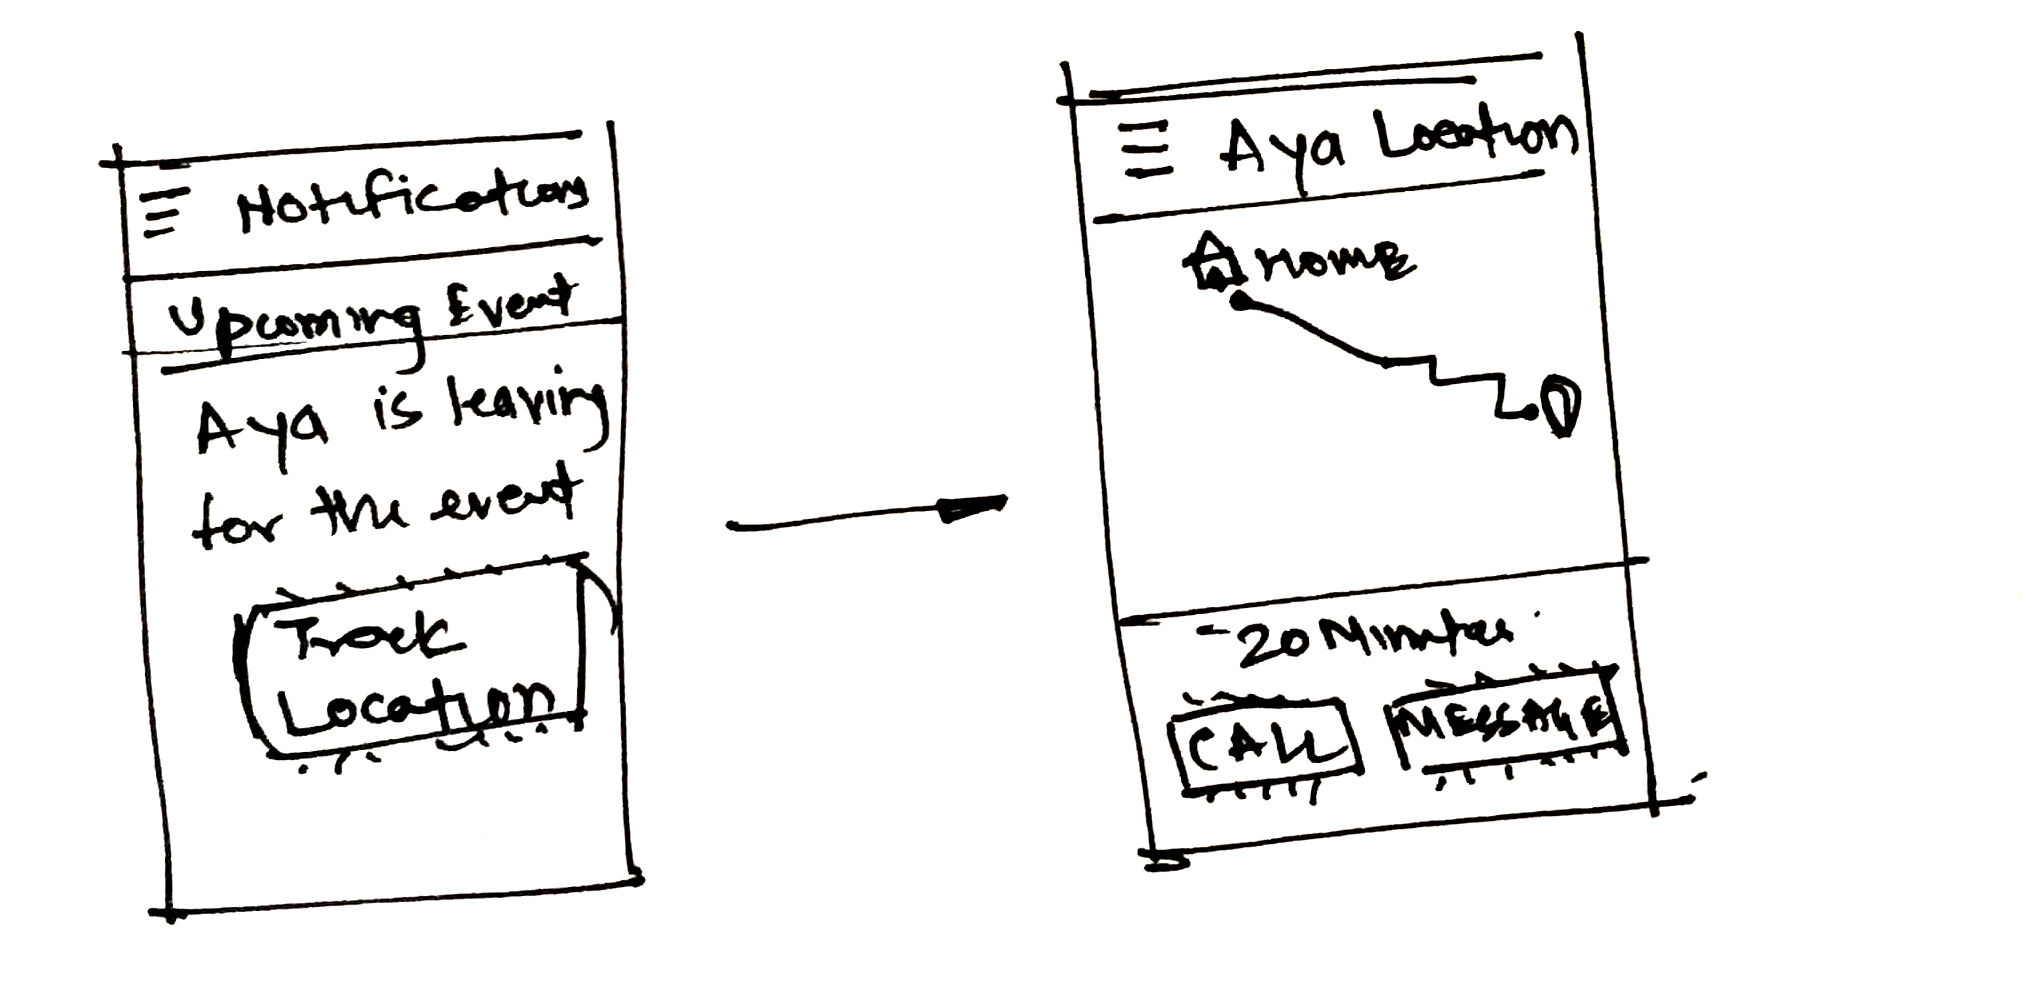 Notifications
Upcoming Event
Aya is leaving
for the event
Track
Location
Aya Location
HOME
-20 Minutes
CALL
MESSAGE